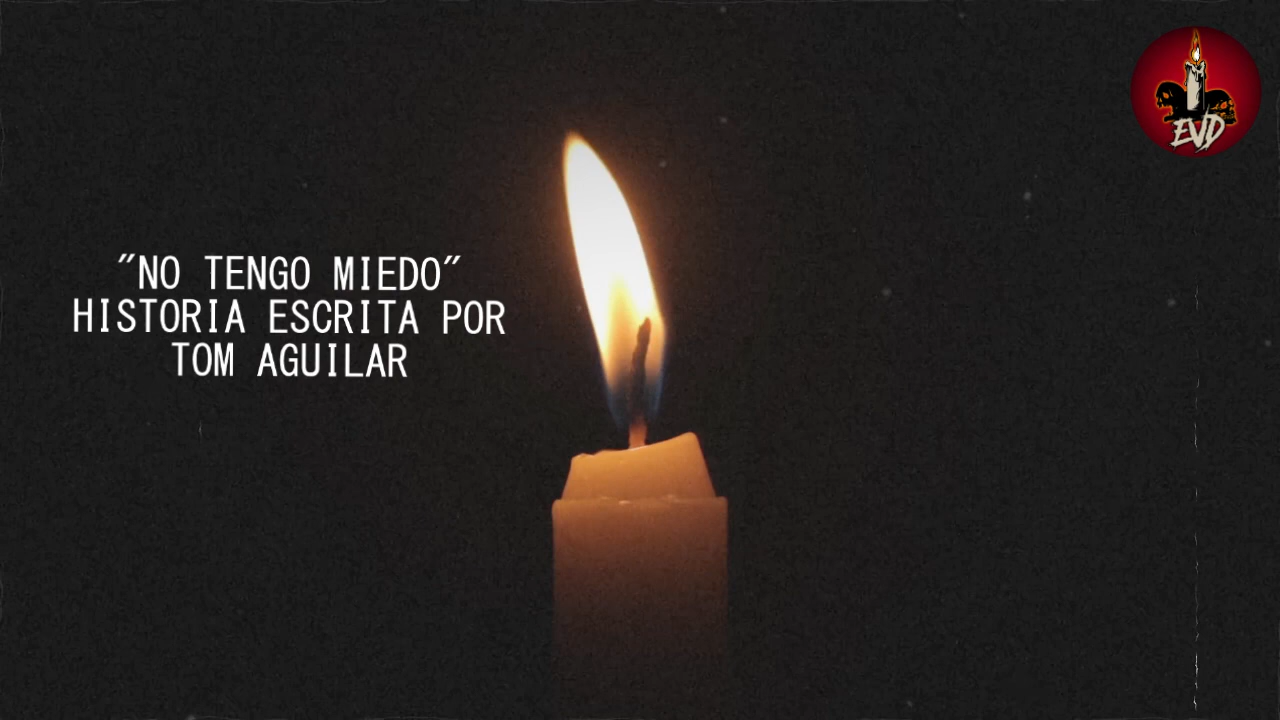 "NO TENGO MIEDO"
HISTORIA ESCRITA POR
TOM AGUILAR
EVD